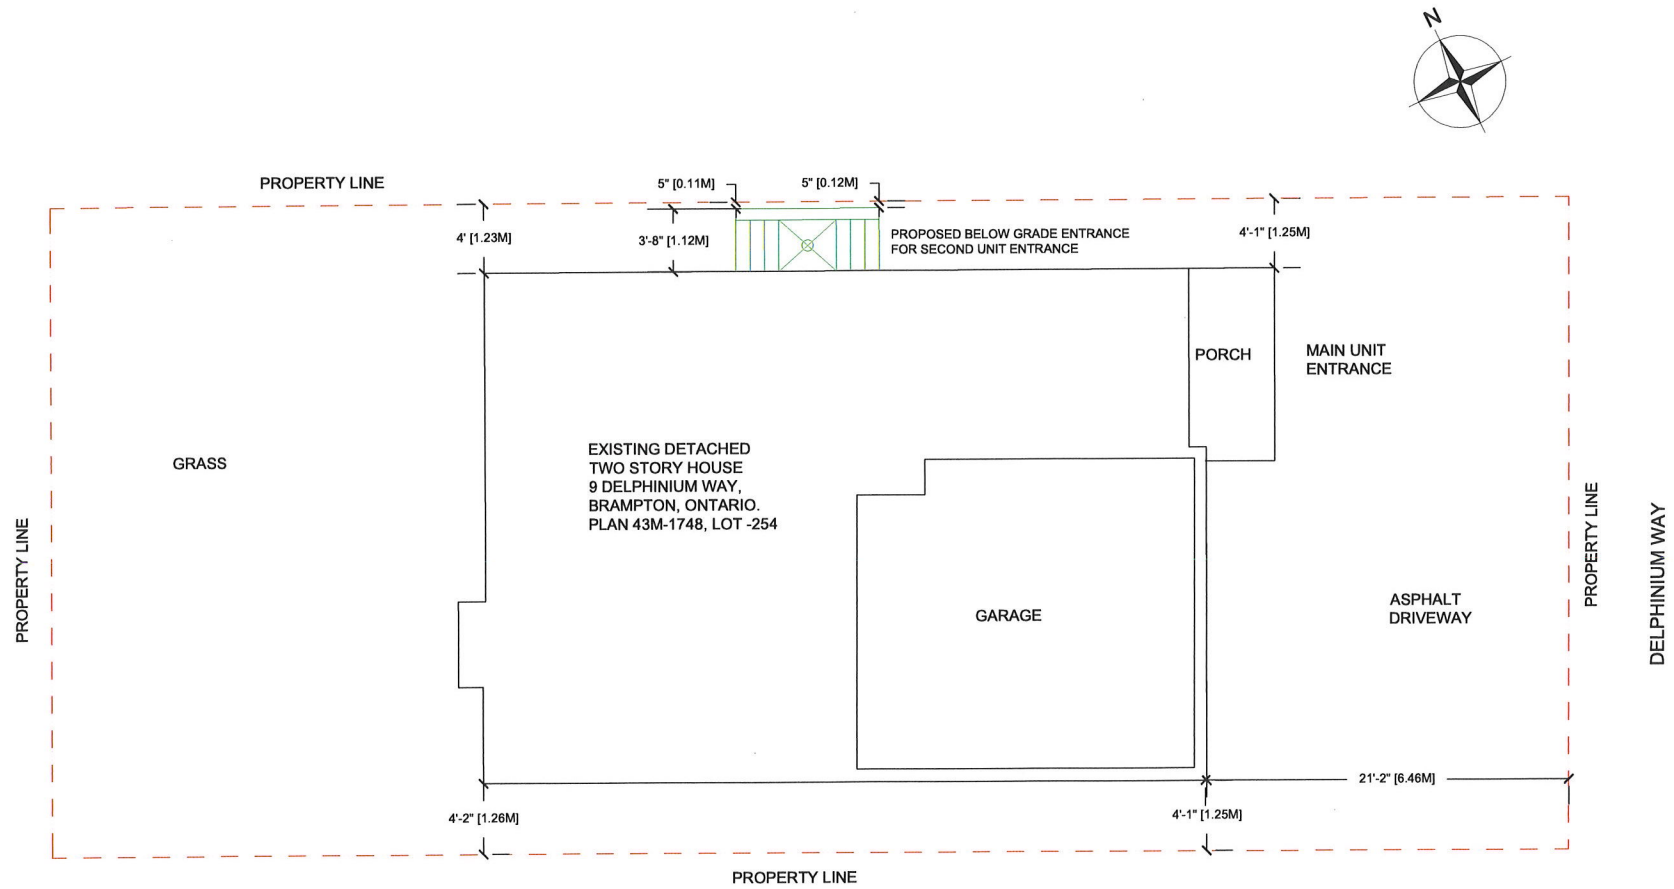 N
PROPERTY LINE
5" [0.11M]
5" [0.12M]
4' [1.23M]
3'-8" [1.12M]
PROPOSED BELOW GRADE ENTRANCE
FOR SECOND UNIT ENTRANCE
4'-1" [1.25M]
PORCH
MAIN UNIT
ENTRANCE
GRASS
EXISTING DETACHED
TWO STORY HOUSE
9 DELPHINIUM WAY,
BRAMPTON, ONTARIO.
PLAN 43M-1748, LOT -254
PROPERTY LINE
GARAGE
ASPHALT
DRIVEWAY
PROPERTY LINE
DELPHINIUM WAY
21'-2" [6.46M]
4'-2" [1.26M]
4'-1" [1.25M]
PROPERTY LINE